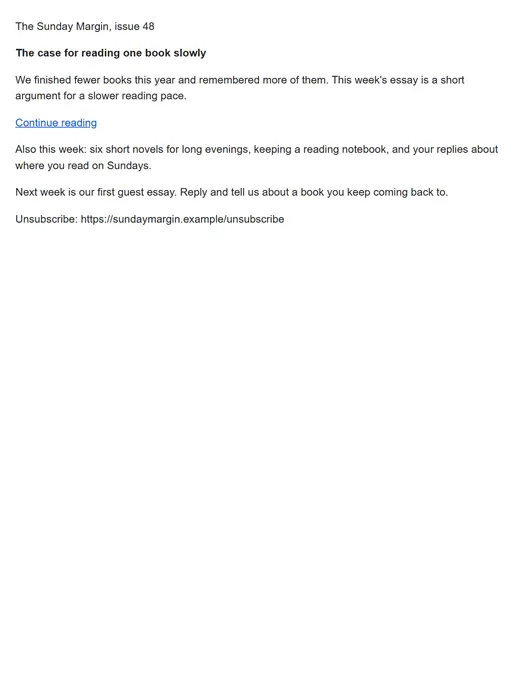 The Sunday Margin, issue 48
The case for reading one book slowly
We finished fewer books this year and remembered more of them. This week's essay is a short
argument for a slower reading pace.
Continue reading
Also this week: six short novels for long evenings, keeping a reading notebook, and your replies about
where you read on Sundays.
Next week is our first guest essay. Reply and tell us about a book you keep coming back to.
Unsubscribe: https://sundaymargin.example/unsubscribe